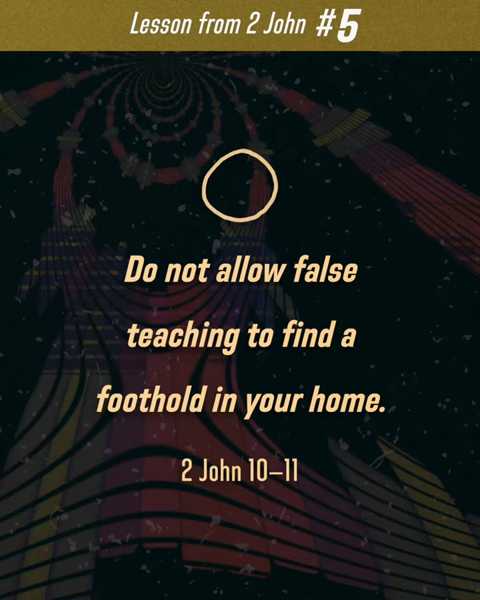 Lesson from 2 John #5
Do not allow false
teaching to find a
foothold in your home.
2 John 10–11